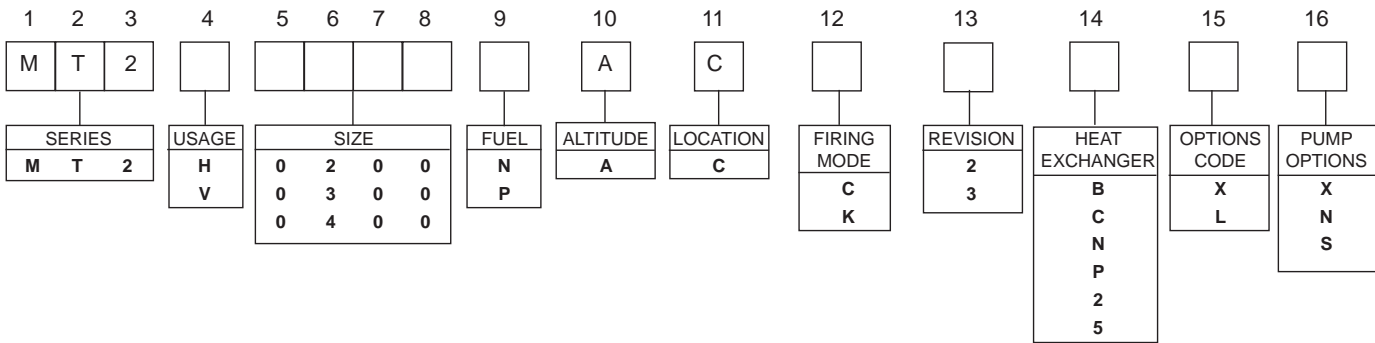 1 2 3 4 5 6 7 8 9 10 11 12 13 14 15 16
M T 2 A C
SERIES USAGE SIZE FUEL ALTITUDE LOCATION FIRING MODE REVISION HEAT EXCHANGER OPTIONS CODE PUMP OPTIONS
M T 2 H 0 2 0 0 N A C C 2 B X X
V 0 3 0 0 P K 3 C L N
0 4 0 0 N S
P
2
5